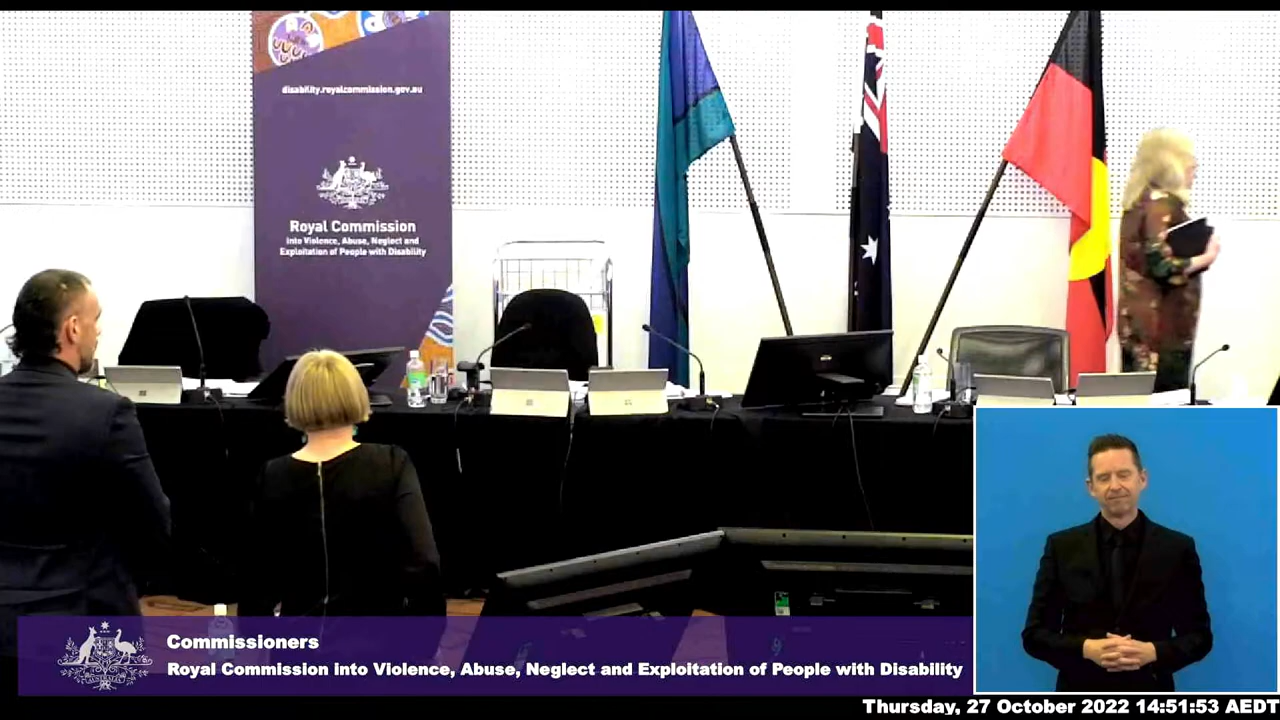 disability.royalcommission.gov.au
Royal Commission
into Violence, Abuse, Neglect and
Exploitation of People with Disability
Commissioners
Royal Commission into Violence, Abuse, Neglect and Exploitation of People with Disability
Thursday, 27 October 2022 14:51:53 AEDT